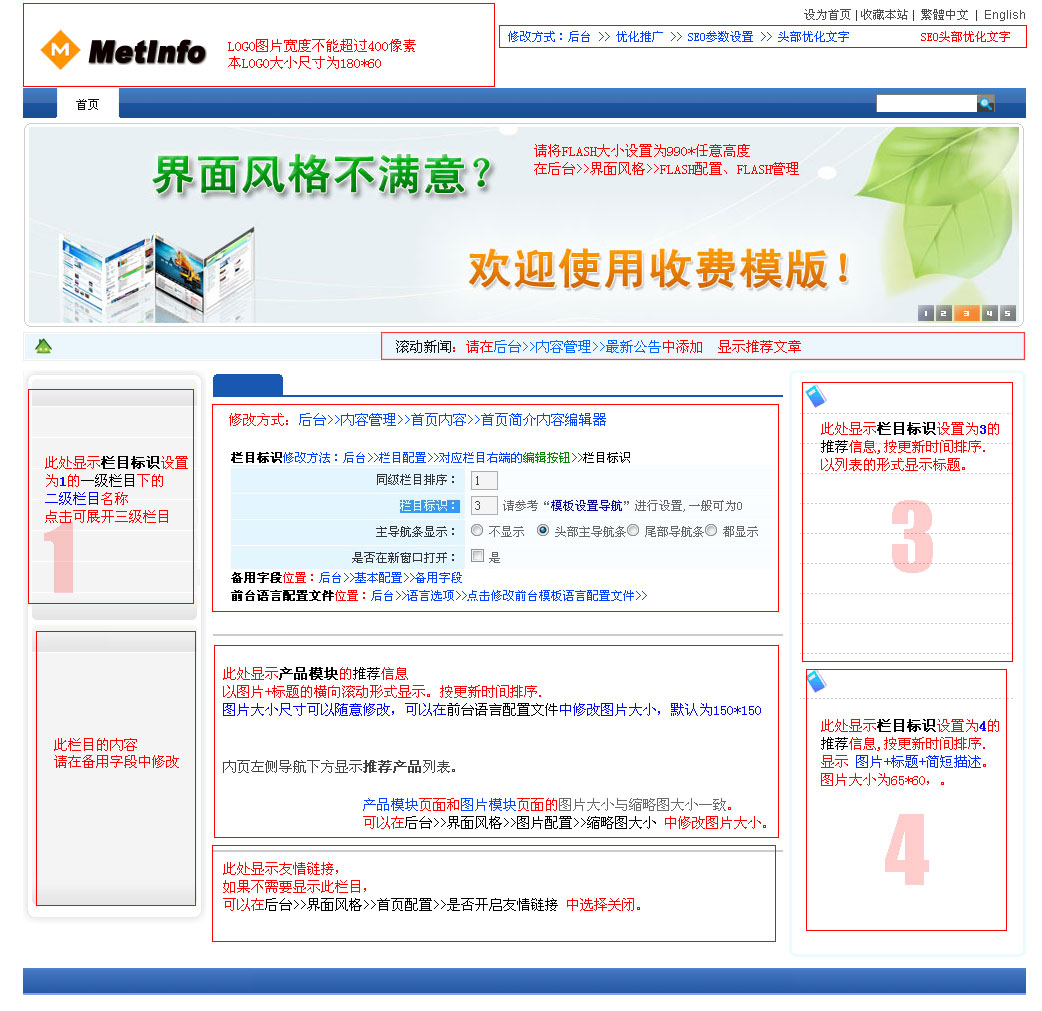 设为首页 | 收藏本站 | 繁體中文 | English
MetInfo
LOGO图片宽度不能超过400像素
本LOGO大小尺寸为180*60
修改方式：后台 >> 优化推广 >> SEO参数设置 >> 头部优化文字 SEO头部优化文字
首页
界面风格不满意?
请将FLASH大小设置为990*任意高度
在后台>>界面风格>>FLASH配置、FLASH管理
欢迎使用收费模版!
1 2 3 4 5
滚动新闻：请在后台>>内容管理>>最新公告中添加 显示推荐文章
此处显示栏目标识设置
为1的一级栏目下的
二级栏目名称
点击可展开三级栏目
1
此栏目的内容
请在备用字段中修改
修改方式：后台>>内容管理>>首页内容>>首页简介内容编辑器
栏目标识修改方法：后台>>栏目配置>>对应栏目右端的编辑按钮>>栏目标识
同级栏目排序： 1
栏目标识： 3 请参考“模板设置导航”进行设置,一般可为0
主导航条显示： 不显示 头部主导航条 尾部导航条 都显示
是否在新窗口打开： 是
备用字段位置：后台>>基本配置>>备用字段
前台语言配置文件位置：后台>>语言选项>>点击修改前台模板语言配置文件>>
此处显示产品模块的推荐信息
以图片+标题的横向滚动形式显示。按更新时间排序.
图片大小尺寸可以随意修改，可以在前台语言配置文件中修改图片大小，默认为150*150
内页左侧导航下方显示推荐产品列表。
产品模块页面和图片模块页面的图片大小与缩略图大小一致。
可以在后台>>界面风格>>图片配置>>缩略图大小 中修改图片大小。
此处显示友情链接，
如果不需要显示此栏目，
可以在后台>>界面风格>>首页配置>>是否开启友情链接 中选择关闭。
此处显示栏目标识设置为3的
推荐信息,按更新时间排序.
以列表的形式显示标题。
3
此处显示栏目标识设置为4的
推荐信息,按更新时间排序.
显示 图片+标题+简短描述。
图片大小为65*60，。
4